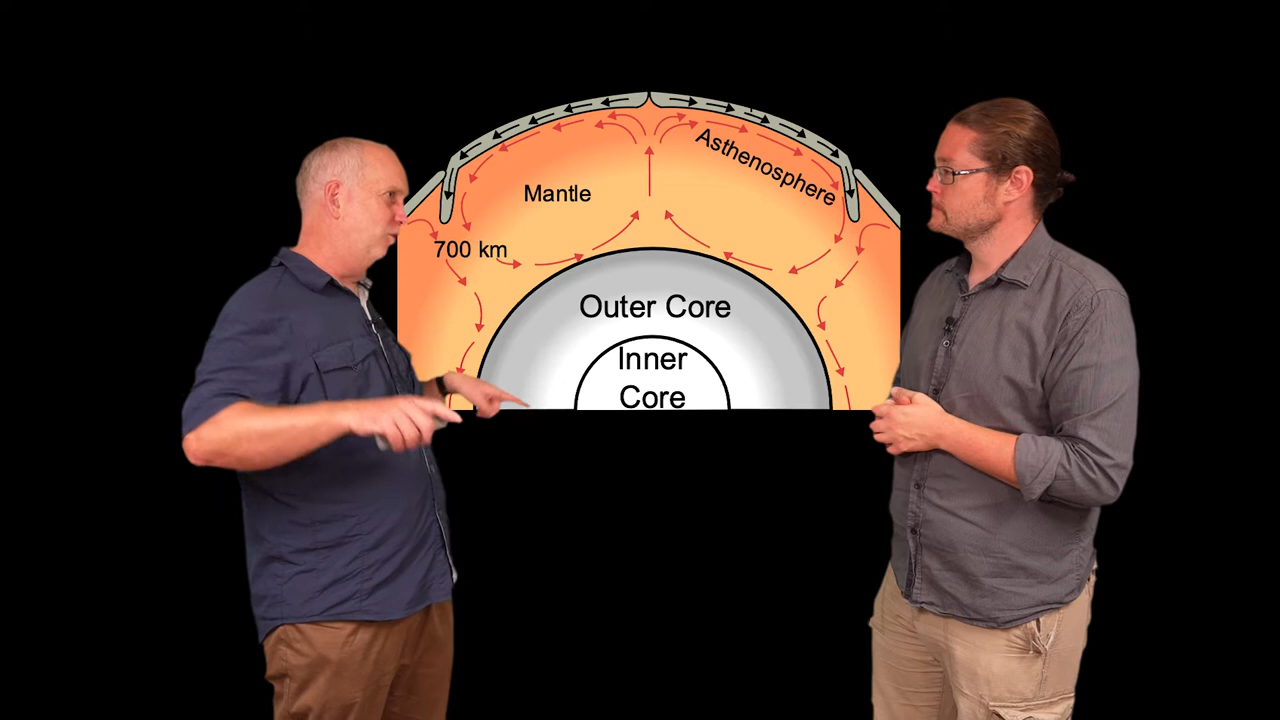 Asthenosphere
Mantle
700 km
Outer Core
Inner
Core